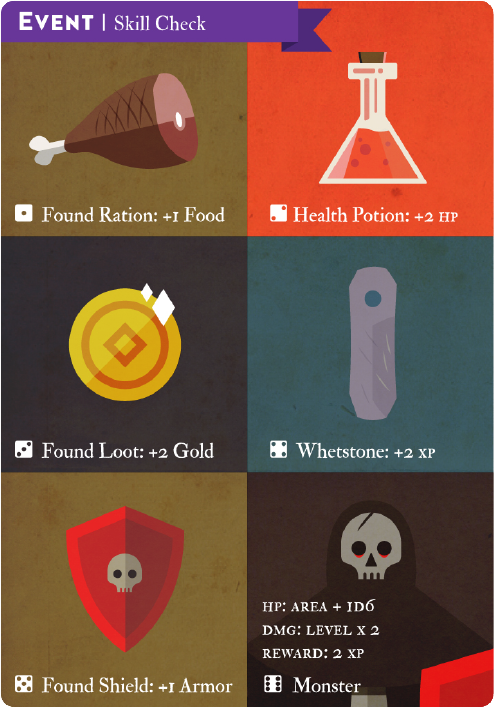 EVENT | Skill Check
Found Ration: +1 Food
Health Potion: +2 HP
Found Loot: +2 Gold
Whetstone: +2 XP
Found Shield: +1 Armor
HP: AREA + 1D6
DMG: LEVEL X 2
REWARD: 2 XP
Monster